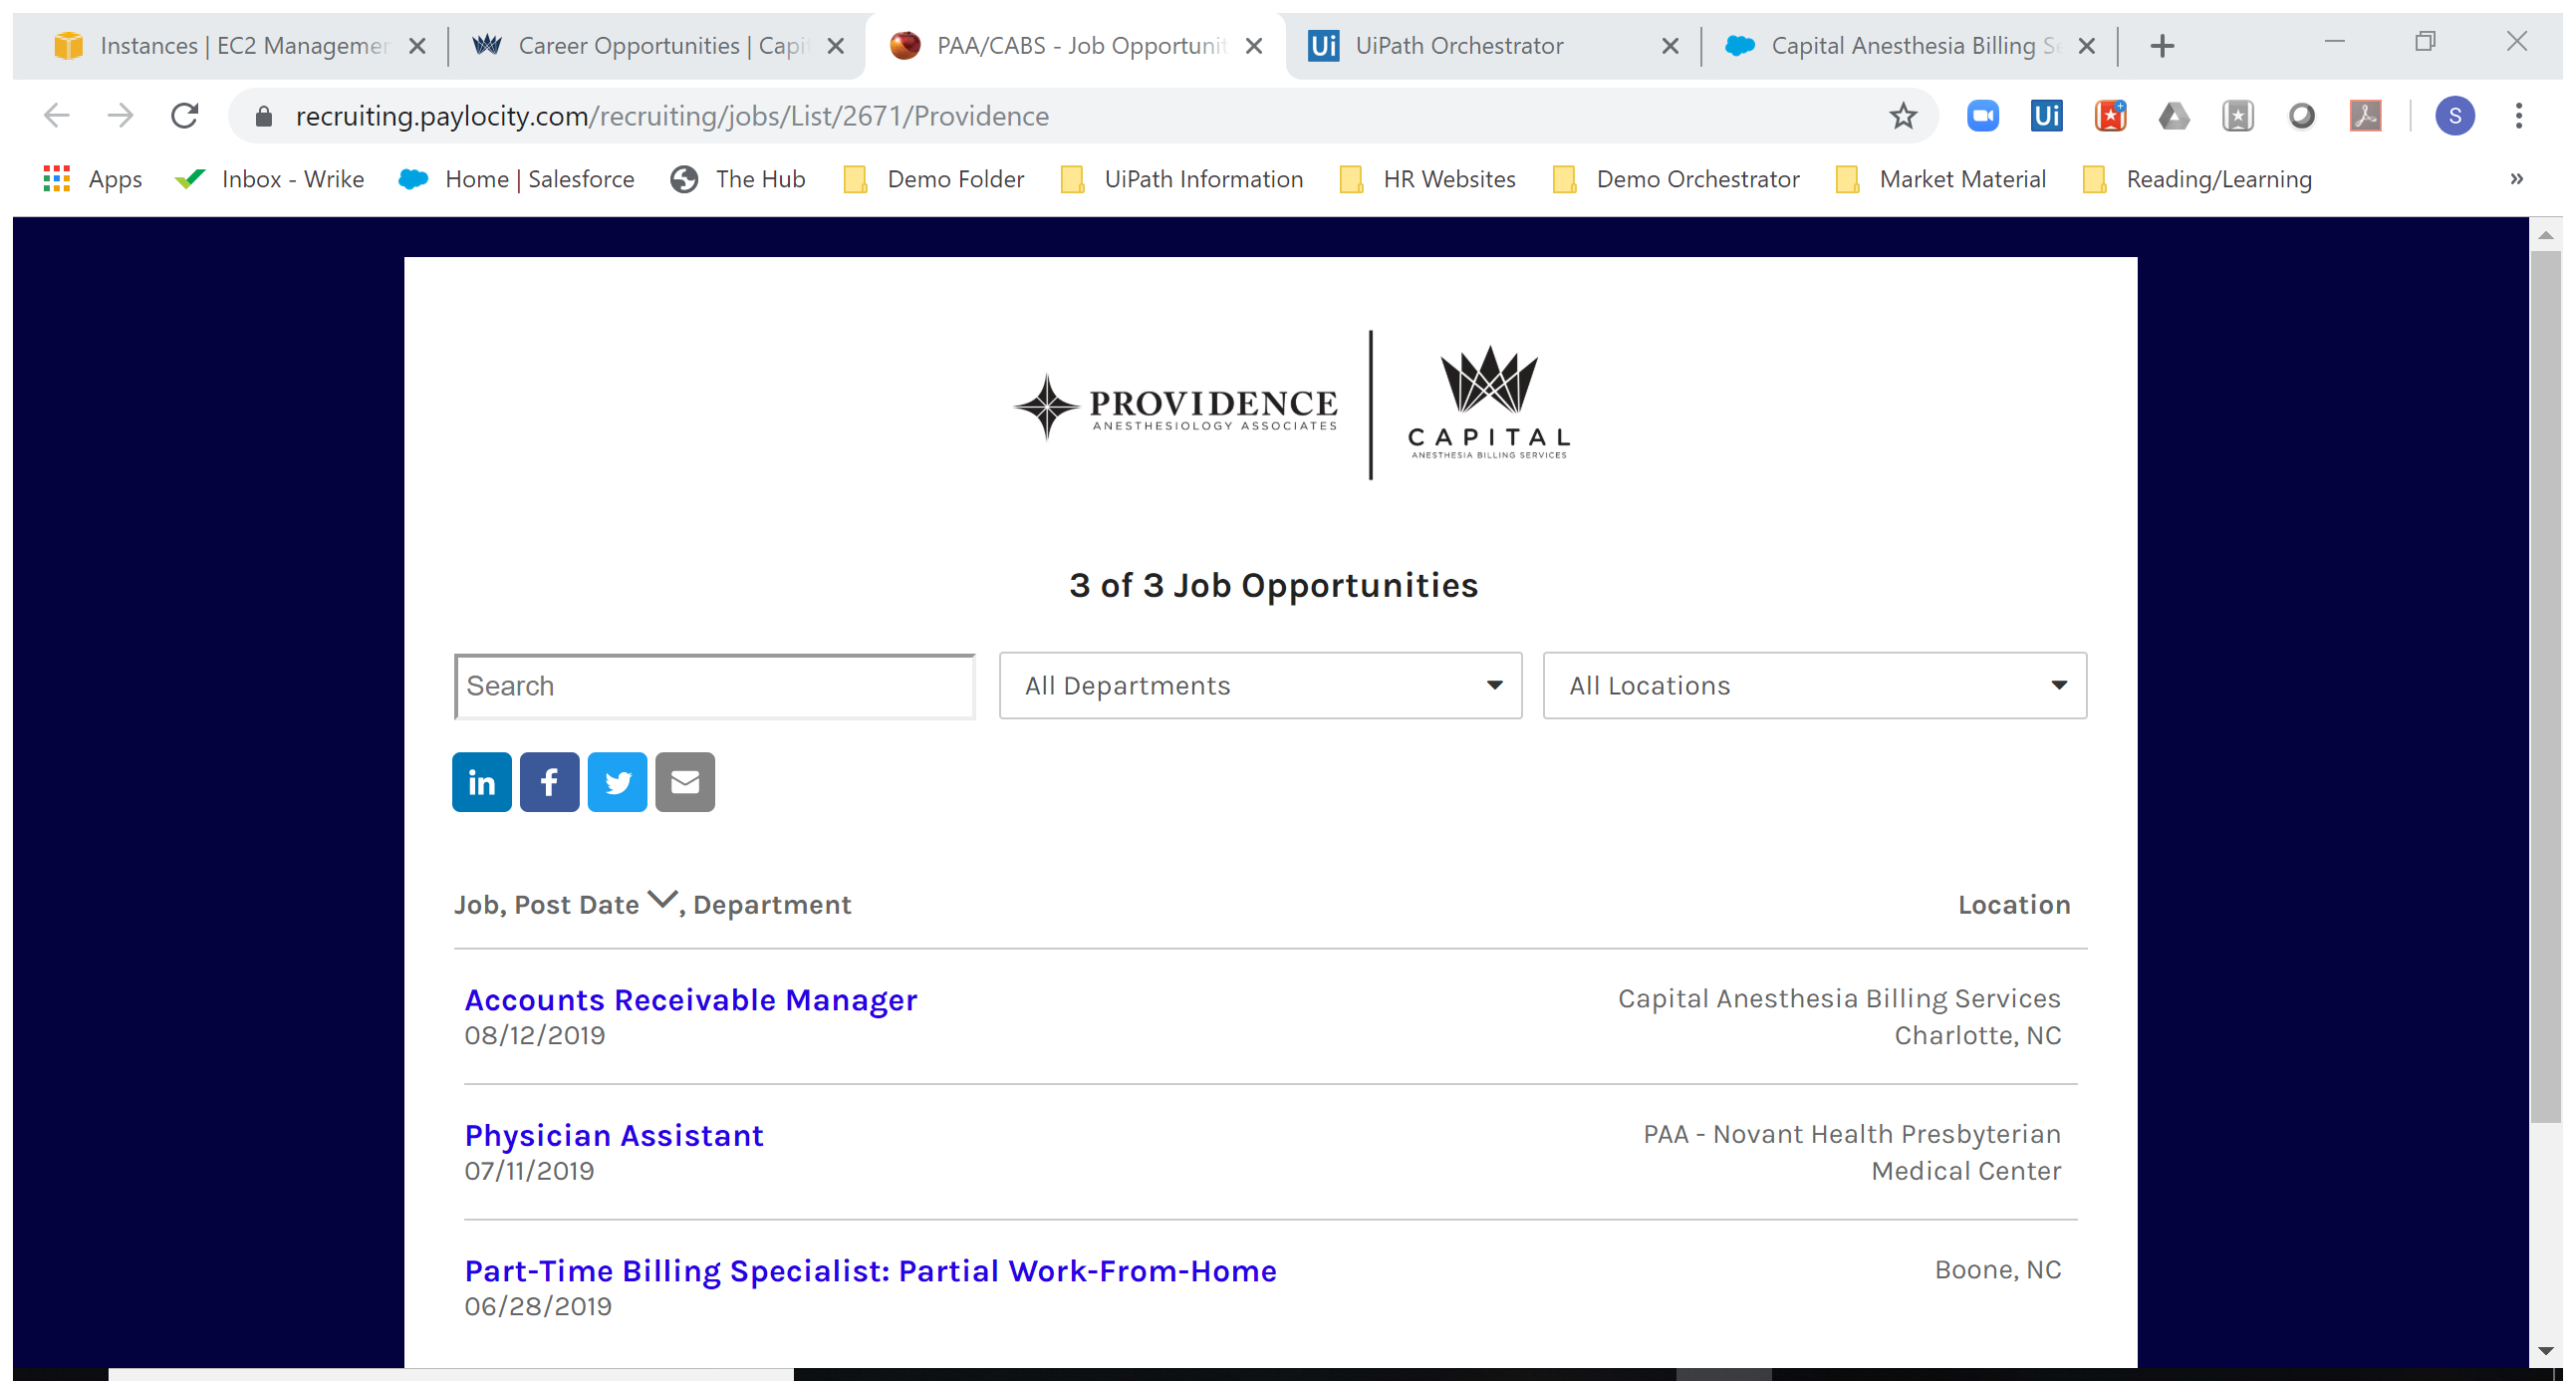 Instances | EC2 Managemen
Career Opportunities | Capit
PAA/CABS - Job Opportunit
UiPath Orchestrator
Capital Anesthesia Billing Se
recruiting.paylocity.com/recruiting/jobs/List/2671/Providence
Ui
S
Apps
Inbox - Wrike
Home | Salesforce
The Hub
Demo Folder
UiPath Information
HR Websites
Demo Orchestrator
Market Material
Reading/Learning
»
PROVIDENCE
ANESTHESIOLOGY ASSOCIATES
CAPITAL
ANESTHESIA BILLING SERVICES
3 of 3 Job Opportunities
Search
All Departments
All Locations
in
f
Job, Post Date , Department
Location
Accounts Receivable Manager
Capital Anesthesia Billing Services
08/12/2019
Charlotte, NC
Physician Assistant
PAA - Novant Health Presbyterian
07/11/2019
Medical Center
Part-Time Billing Specialist: Partial Work-From-Home
Boone, NC
06/28/2019